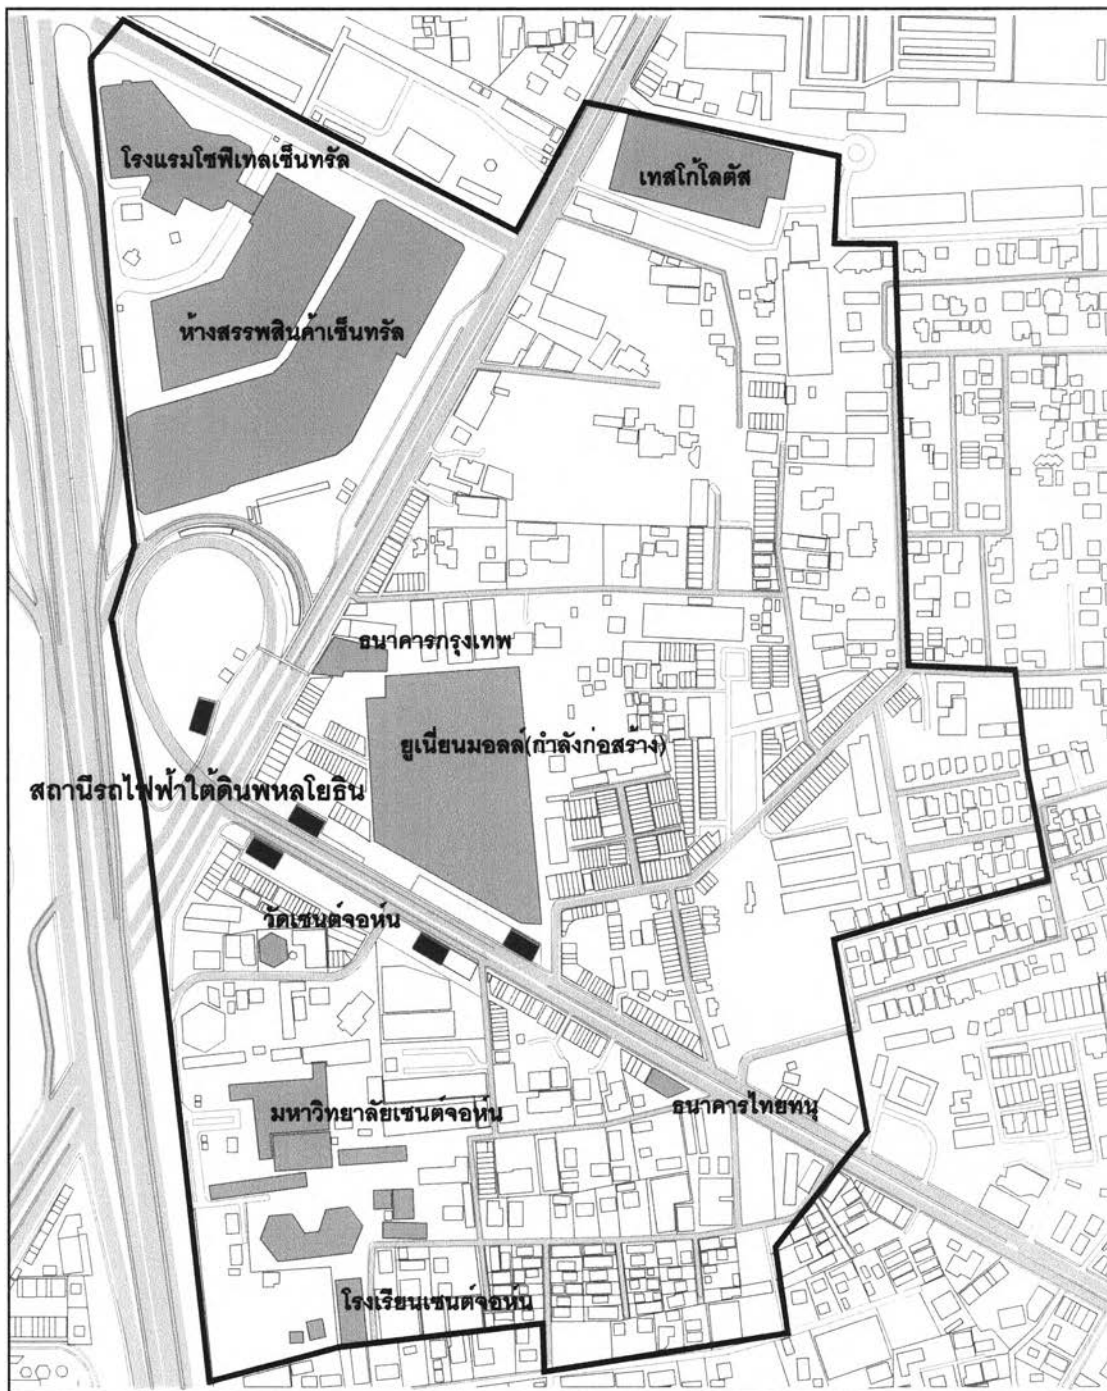 โรงแรมโซฟีเทลเซ็นทรัล
เทสโก้โลตัส
ห้างสรรพสินค้าเซ็นทรัล
ธนาคารกรุงเทพ
ยูเนี่ยนมอลล์(กำลังก่อสร้าง)
สถานีรถไฟฟ้าใต้ดินพหลโยธิน
วัดเซนต์จอห์น
มหาวิทยาลัยเซนต์จอห์น
ธนาคารไทยทนุ
โรงเรียนเซนต์จอห์น